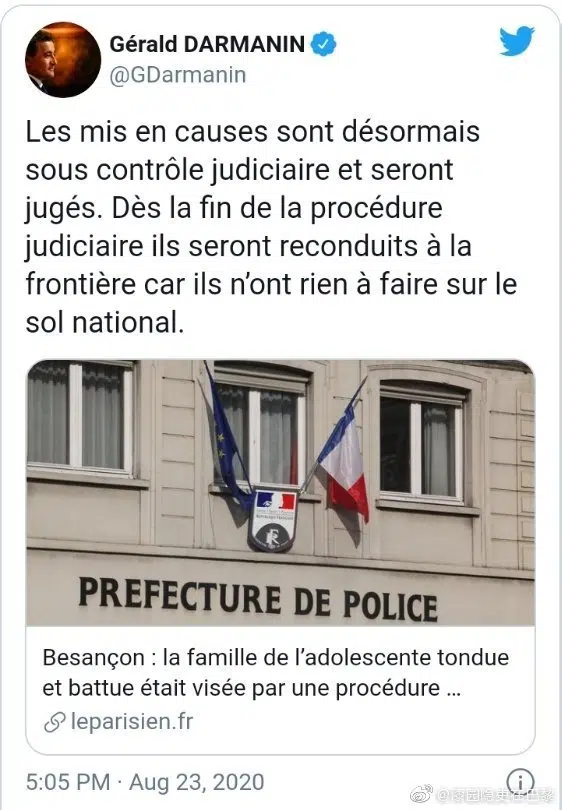 Gérald DARMANIN
@GDarmanin
Les mis en causes sont désormais
sous contrôle judiciaire et seront
jugés. Dès la fin de la procédure
judiciaire ils seront reconduits à la
frontière car ils n’ont rien à faire sur le
sol national.
PREFECTURE DE POLICE
Besançon : la famille de l’adolescente tondue
et battue était visée par une procédure ...
leparisien.fr
5:05 PM · Aug 23, 2020